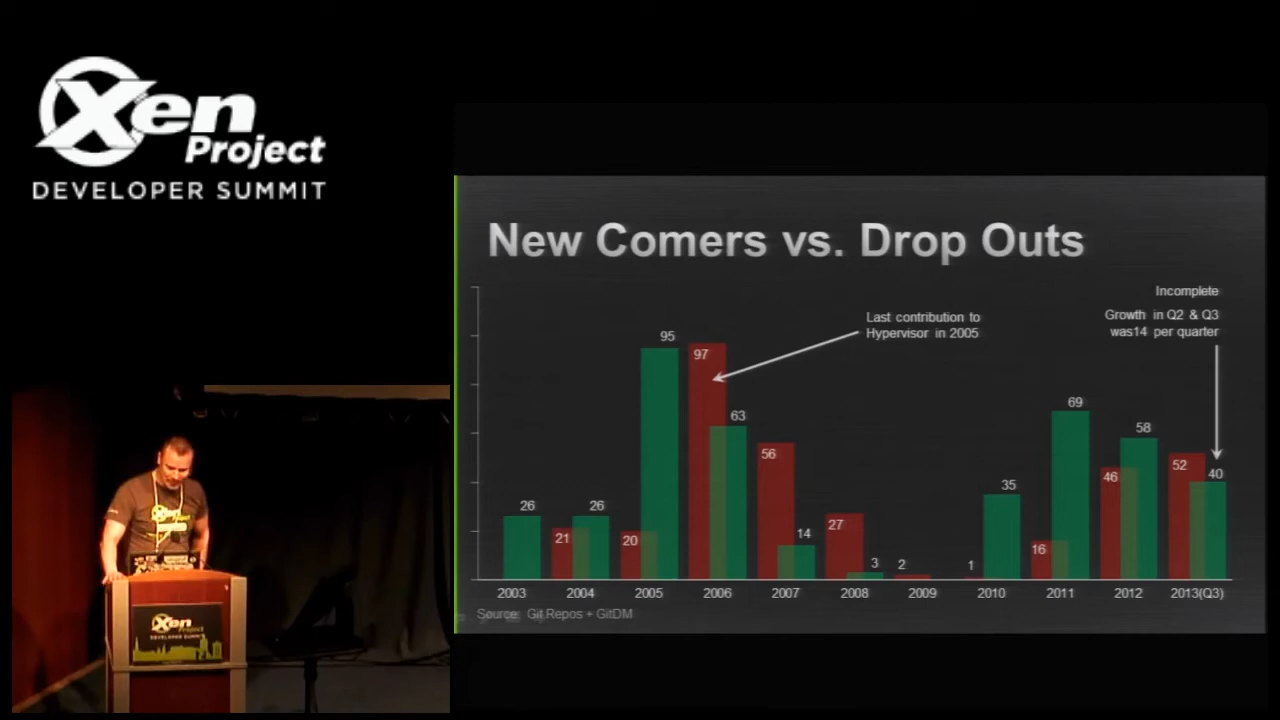 Xen
Project
DEVELOPER SUMMIT
New Comers vs. Drop Outs
Incomplete
Growth in Q2 & Q3
was14 per quarter
Last contribution to
Hypervisor in 2005
26
21
26
20
95
97
63
56
14
27
3
2
1
35
16
69
46
58
52
40
2003
2004
2005
2006
2007
2008
2009
2010
2011
2012
2013(Q3)
Source: Git Repos + GitDM
Xen
Project
DEVELOPER SUMMIT